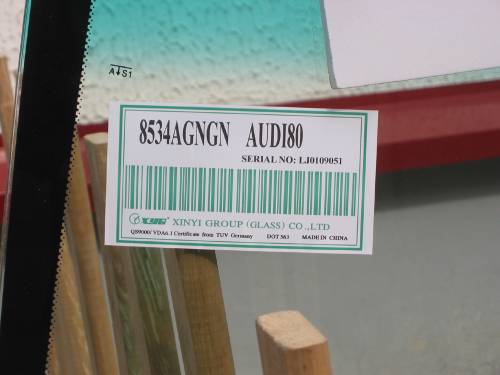 A↓S1
8534AGNGN AUDI80
SERIAL NO: LJ0109051
XYG XINYI GROUP (GLASS) CO.,LTD
QS9000/ VDA6.1 Certificate from TUV Germany DOT 563 MADE IN CHINA